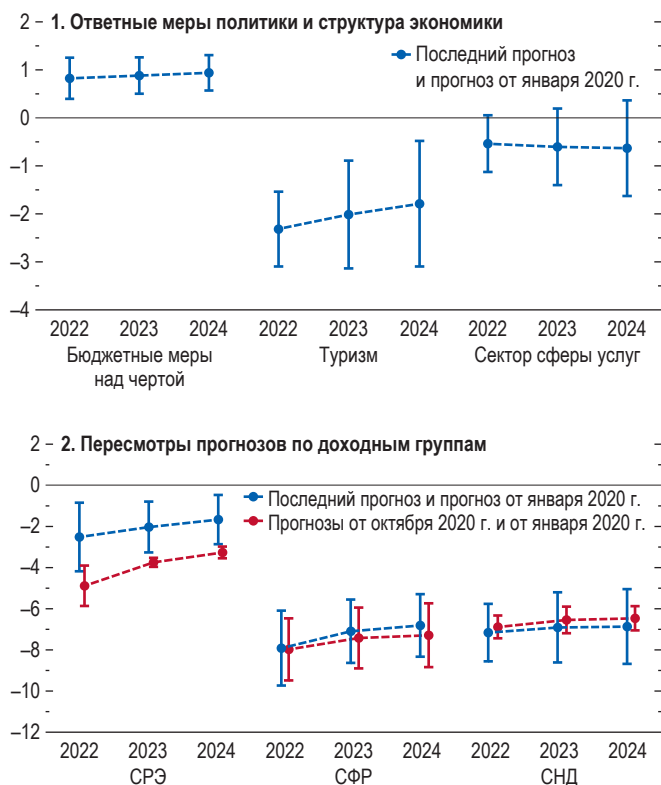 1. Ответные меры политики и структура экономики
Последний прогноз
и прогноз от января 2020 г.
2
1
0
–1
–2
–3
–4
2022 2023 2024 2022 2023 2024 2022 2023 2024
Бюджетные меры
над чертой
Туризм
Сектор сферы услуг
2. Пересмотры прогнозов по доходным группам
Последний прогноз и прогноз от января 2020 г.
Прогнозы от октября 2020 г. и от января 2020 г.
2
0
–2
–4
–6
–8
–10
–12
2022 2023 2024 2022 2023 2024 2022 2023 2024
СРЭ СФР СНД